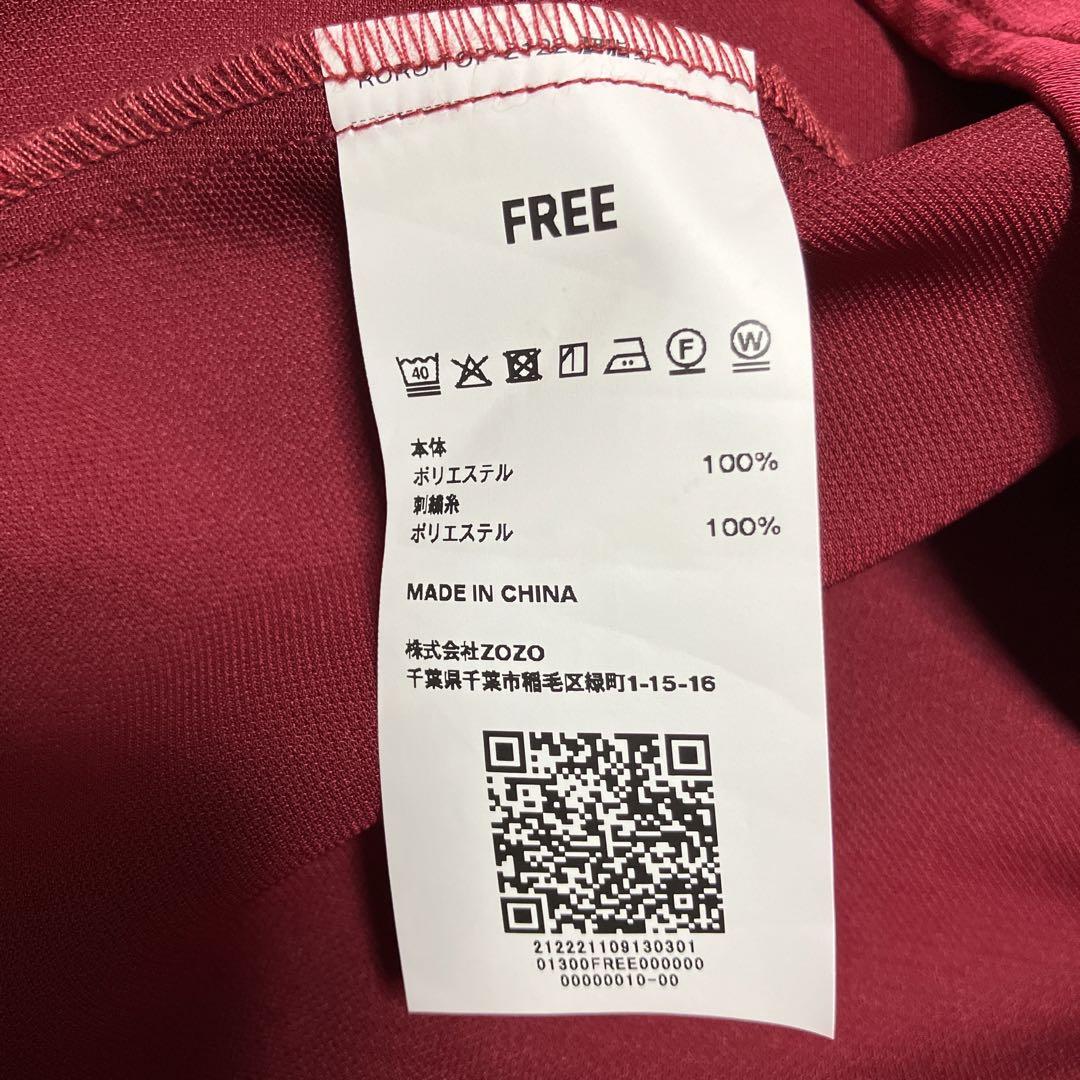 FREE
40
F
W
本体
ポリエステル 100%
刺繍糸
ポリエステル 100%
MADE IN CHINA
株式会社ZOZO
千葉県千葉市稲毛区緑町1-15-16
212221109130301
01300FREE000000
00000010-00